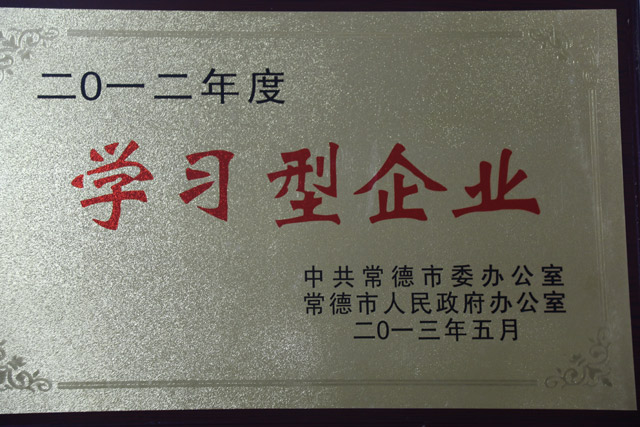 二0一二年度
学习型企业
中共常德市委办公室
常德市人民政府办公室
二0一三年五月